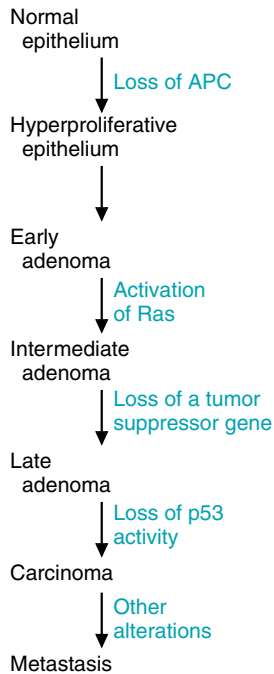 Normal
epithelium
Loss of APC
Hyperproliferative
epithelium
Early
adenoma
Activation
of Ras
Intermediate
adenoma
Loss of a tumor
suppressor gene
Late
adenoma
Loss of p53
activity
Carcinoma
Other
alterations
Metastasis